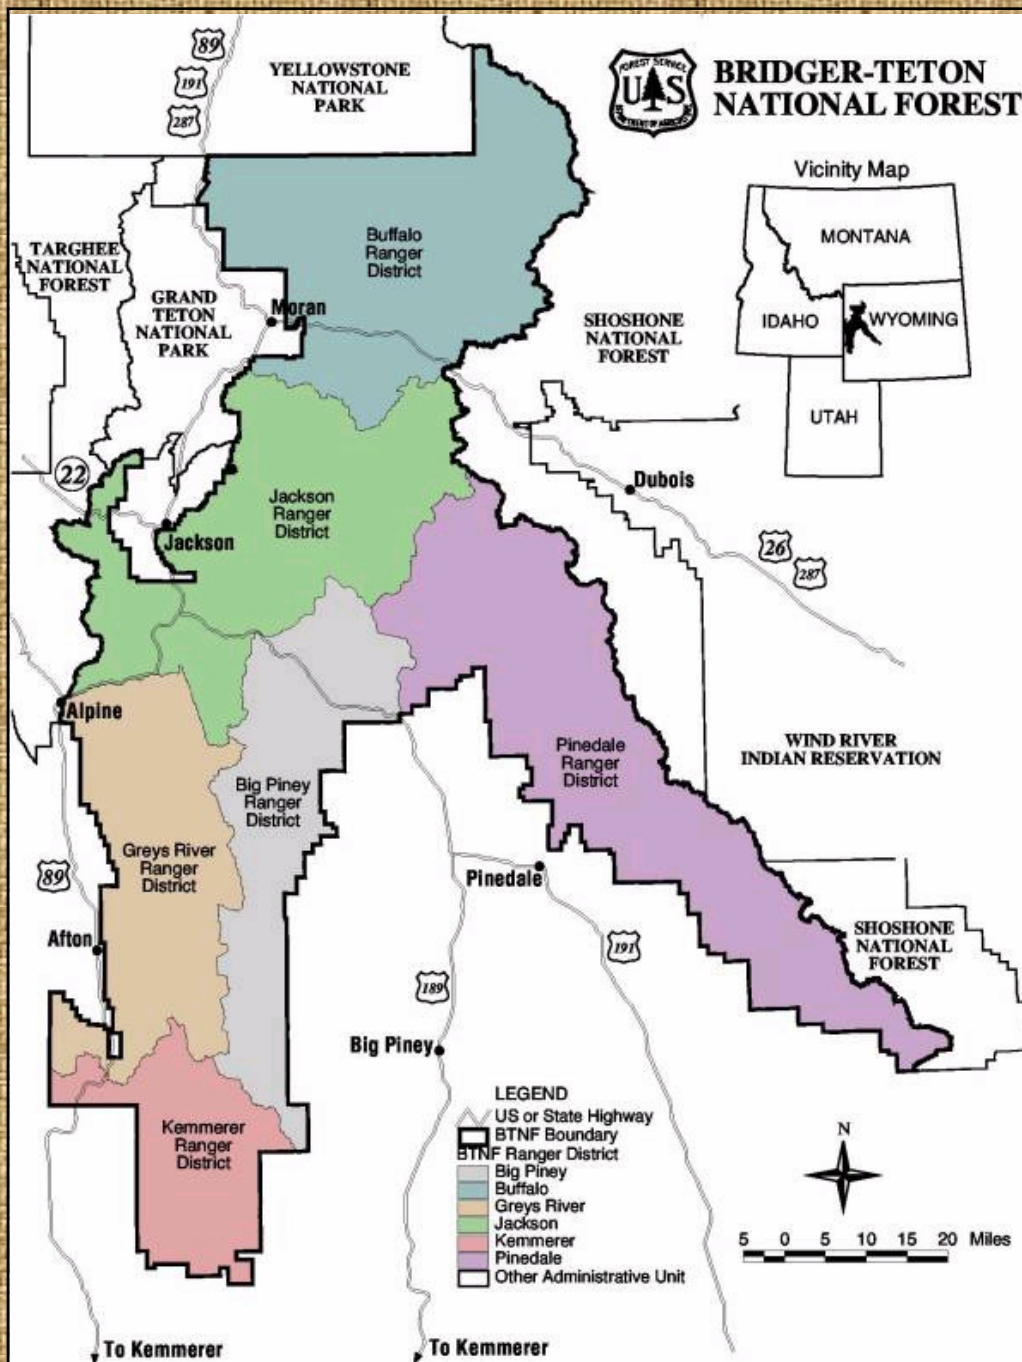 BRIDGER-TETON
NATIONAL FOREST
FOREST SERVICE
U S
DEPARTMENT OF AGRICULTURE
89
191
287
YELLOWSTONE
NATIONAL
PARK
Vicinity Map
MONTANA
IDAHO
WYOMING
UTAH
TARGHEE
NATIONAL
FOREST
GRAND
TETON
NATIONAL
PARK
Buffalo
Ranger
District
Moran
SHOSHONE
NATIONAL
FOREST
22
Jackson
Ranger
District
Jackson
Dubois
26
287
Alpine
Pinedale
Ranger
District
WIND RIVER
INDIAN RESERVATION
Big Piney
Ranger
District
Greys River
Ranger
District
89
Pinedale
Afton
191
SHOSHONE
NATIONAL
FOREST
189
Big Piney
Kemmerer
Ranger
District
LEGEND
US or State Highway
BTNF Boundary
BTNF Ranger District
Big Piney
Buffalo
Greys River
Jackson
Kemmerer
Pinedale
Other Administrative Unit
N
5 0 5 10 15 20 Miles
To Kemmerer
To Kemmerer